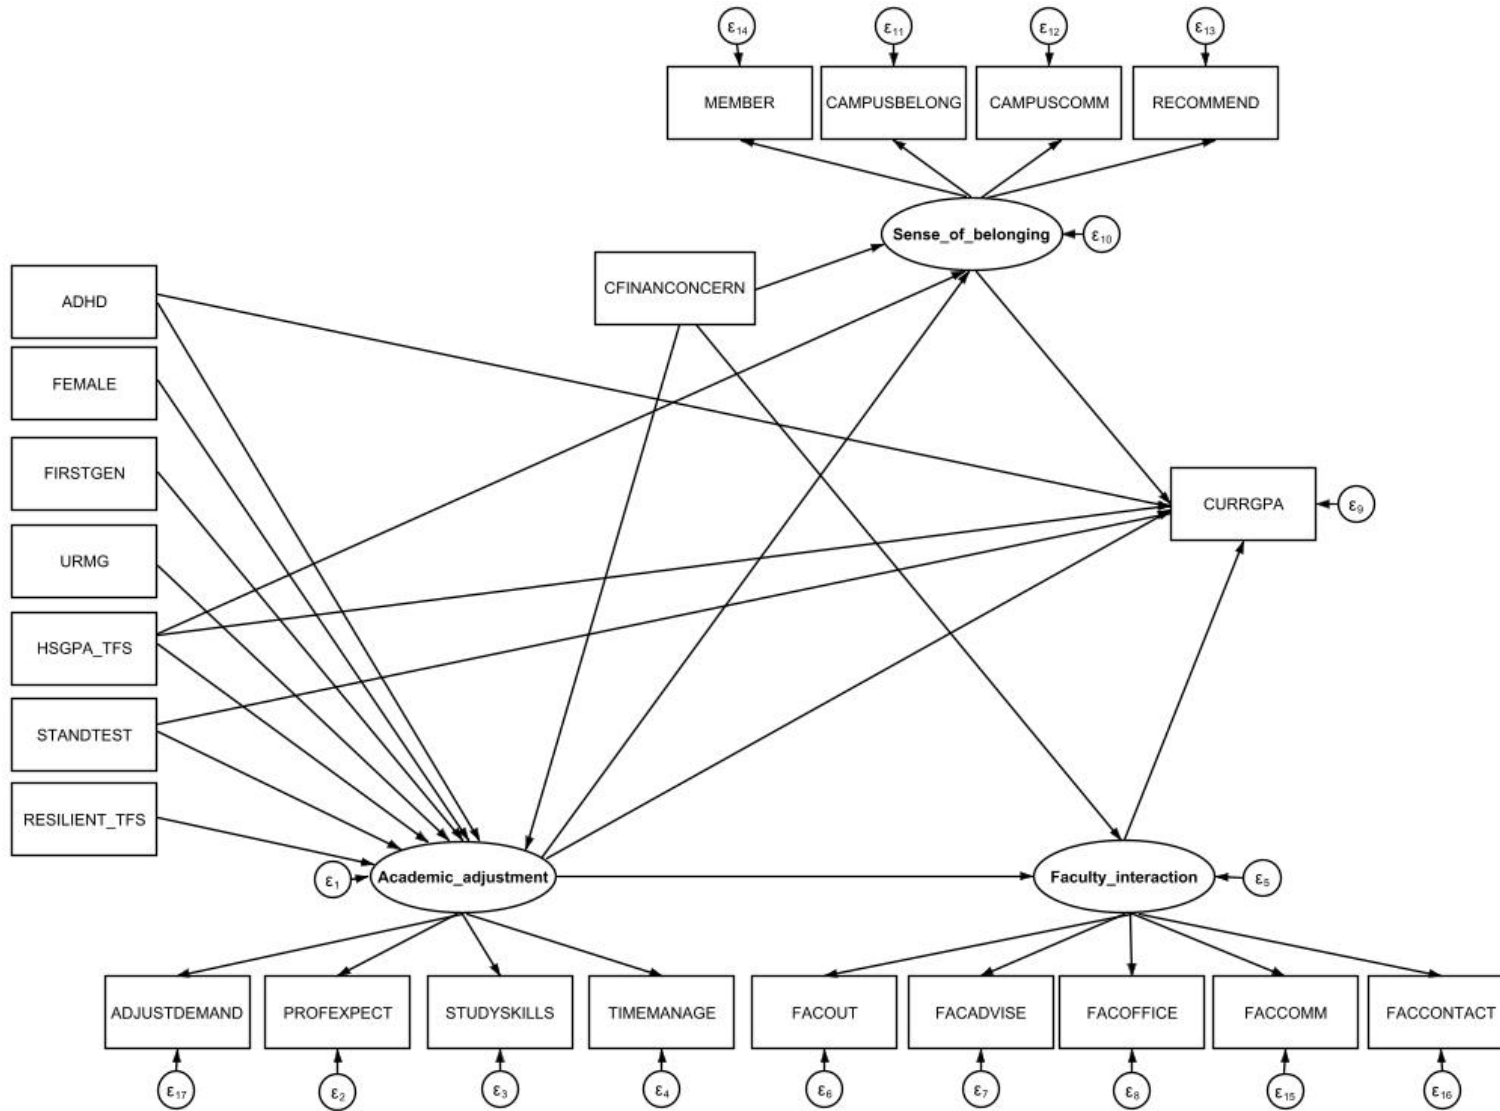 ε14
ε11
ε12
ε13
MEMBER
CAMPUSBELONG
CAMPUSCOMM
RECOMMEND
Sense_of_belonging
ε10
CFINANCONCERN
ADHD
FEMALE
FIRSTGEN
CURRGPA
ε9
URMG
HSGPA_TFS
STANDTEST
RESILIENT_TFS
ε1
Academic_adjustment
Faculty_interaction
ε5
ADJUSTDEMAND
PROFEXPECT
STUDYSKILLS
TIMEMANAGE
FACOUT
FACADVISE
FACOFFICE
FACCOMM
FACCONTACT
ε17
ε2
ε3
ε4
ε6
ε7
ε8
ε15
ε16